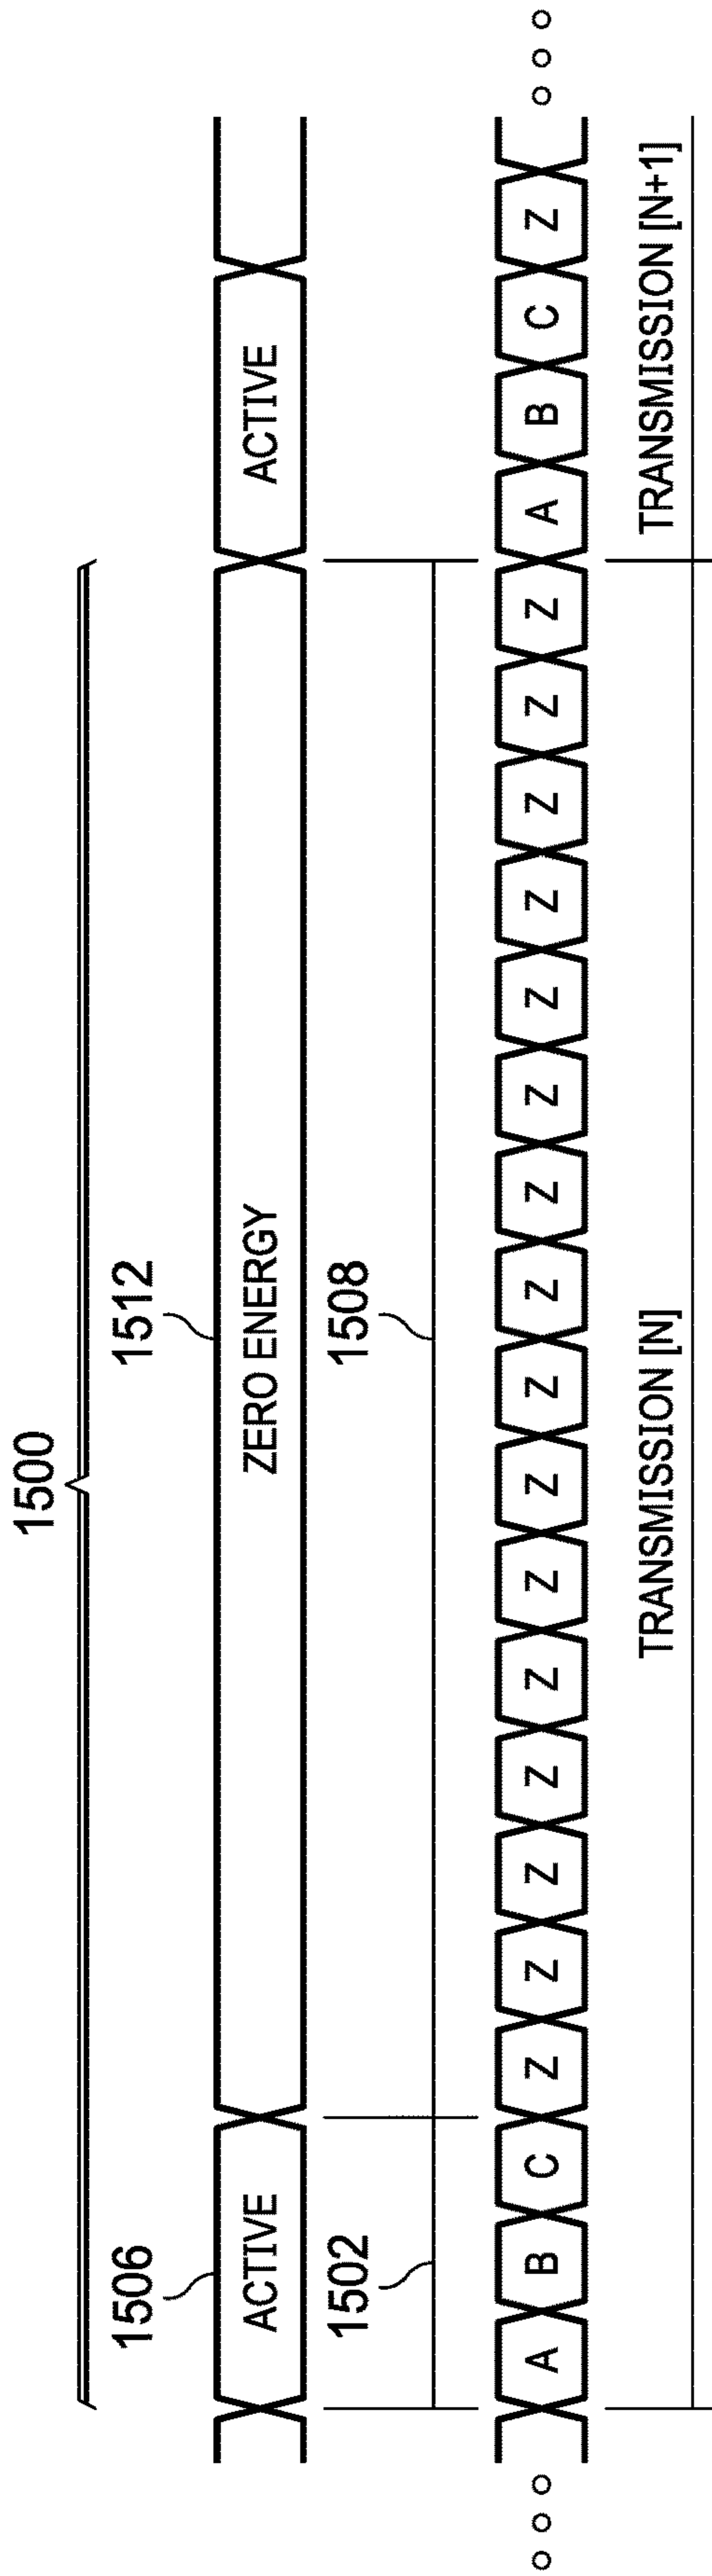 1500
1506 1512
ACTIVE ZERO ENERGY ACTIVE
1502 1508
A B C Z Z Z Z Z Z Z Z Z Z Z Z Z Z Z Z A B C Z
TRANSMISSION [N] TRANSMISSION [N+1]